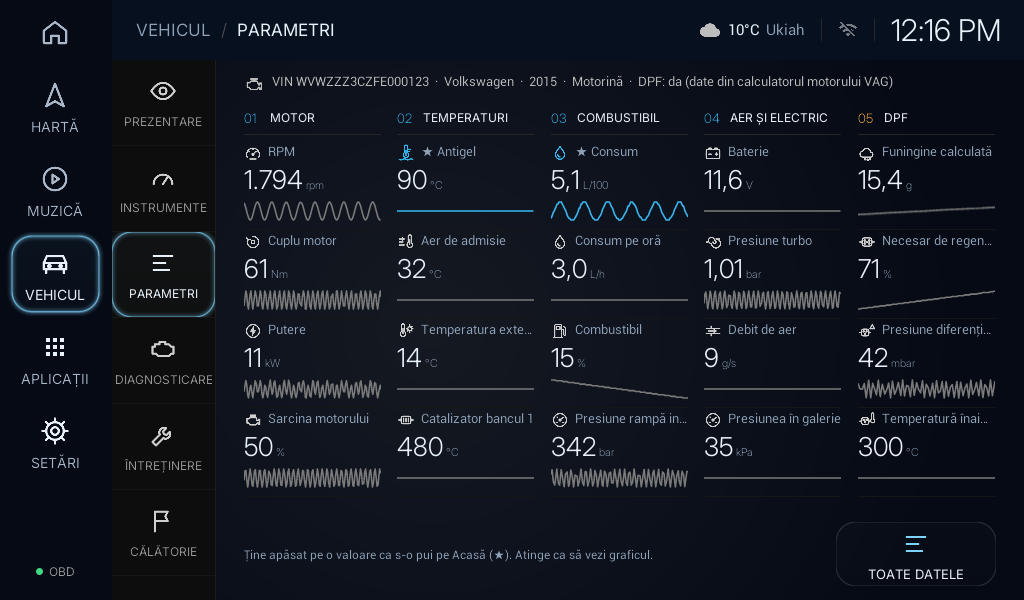 VEHICUL / PARAMETRI
10°C Ukiah
12:16 PM
HARTĂ
MUZICĂ
VEHICUL
APLICAȚII
SETĂRI
OBD
PREZENTARE
INSTRUMENTE
PARAMETRI
DIAGNOSTICARE
ÎNTREȚINERE
CĂLĂTORIE
VIN WVWZZZ3CZFE000123 · Volkswagen · 2015 · Motorină · DPF: da (date din calculatorul motorului VAG)
01 MOTOR
RPM
1.794 rpm
Cuplu motor
61 Nm
Putere
11 kW
Sarcina motorului
50 %
02 TEMPERATURI
★ Antigel
90 °C
Aer de admisie
32 °C
Temperatura exte...
14 °C
Catalizator bancul 1
480 °C
03 COMBUSTIBIL
★ Consum
5,1 L/100
Consum pe oră
3,0 L/h
Combustibil
15 %
Presiune rampă in...
342 bar
04 AER ȘI ELECTRIC
Baterie
11,6 V
Presiune turbo
1,01 bar
Debit de aer
9 g/s
Presiunea în galerie
35 kPa
05 DPF
Funingine calculată
15,4 g
Necesar de regen...
71 %
Presiune diferenți...
42 mbar
Temperatură înai...
300 °C
Ține apăsat pe o valoare ca s-o pui pe Acasă (★). Atinge ca să vezi graficul.
TOATE DATELE